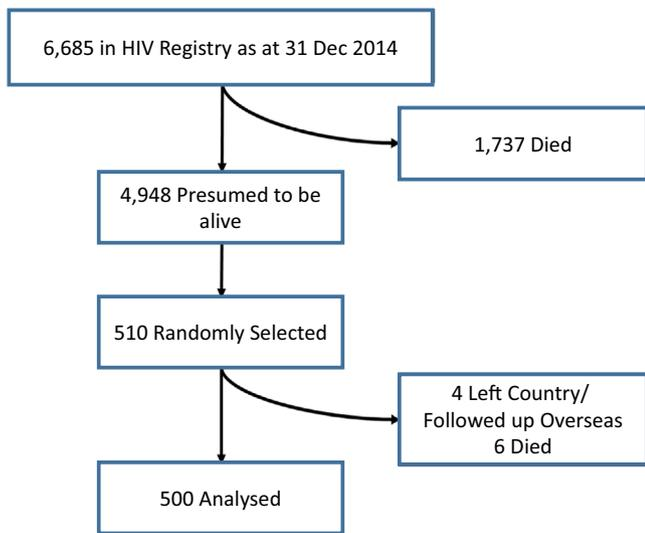 6,685 in HIV Registry as at 31 Dec 2014
1,737 Died
4,948 Presumed to be
alive
510 Randomly Selected
4 Left Country/
Followed up Overseas
6 Died
500 Analysed